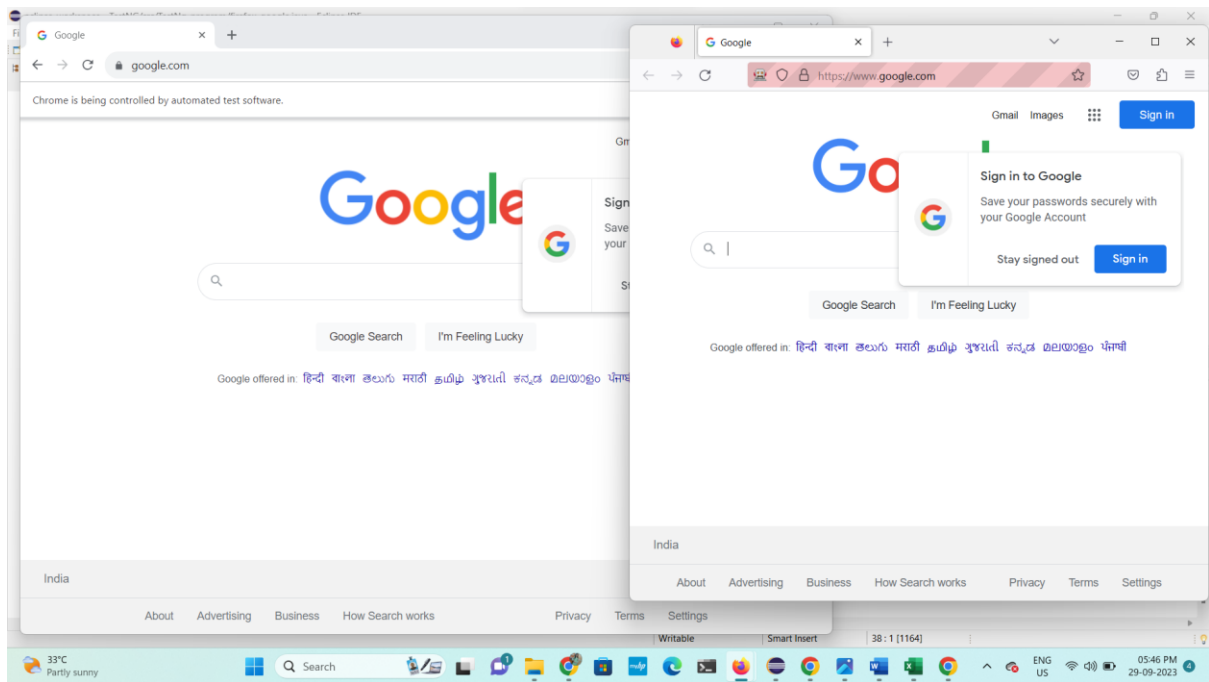 Google
google.com
Chrome is being controlled by automated test software.
Google
Sign
Save
your
Google Search I'm Feeling Lucky
Google offered in: हिन्दी বাংলা తెలుగు मराठी தமிழ் ગુજરાતી ಕನ್ನಡ മലയാളം
India
About Advertising Business How Search works Privacy Terms Settings
Google
https://www.google.com
Gmail Images Sign in
Go
Sign in to Google
Save your passwords securely with
your Google Account
Stay signed out Sign in
Google Search I'm Feeling Lucky
Google offered in: हिन्दी বাংলা తెలుగు मराठी தமிழ் ગુજરાતી ಕನ್ನಡ മലയാളം ਪੰਜਾਬੀ
India
About Advertising Business How Search works Privacy Terms Settings
Writable Smart Insert 38 : 1 [1164]
33°C
Partly sunny
Search
ENG
US
05:46 PM
29-09-2023
4